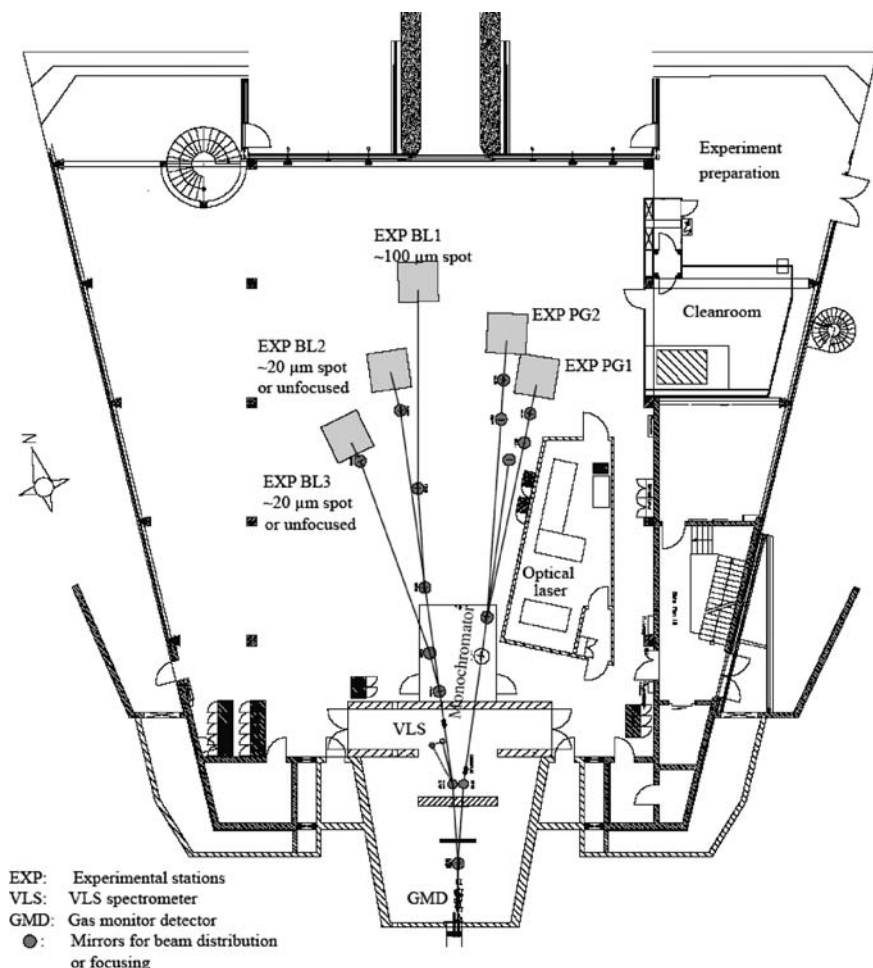 Experiment
preparation
EXP BL1
~100 µm spot
EXP PG2
Cleanroom
EXP BL2
~20 µm spot
or unfocused
EXP PG1
N
EXP BL3
~20 µm spot
or unfocused
Optical
laser
Monochromator
VLS
GMD
EXP: Experimental stations
VLS: VLS spectrometer
GMD: Gas monitor detector
: Mirrors for beam distribution
or focusing